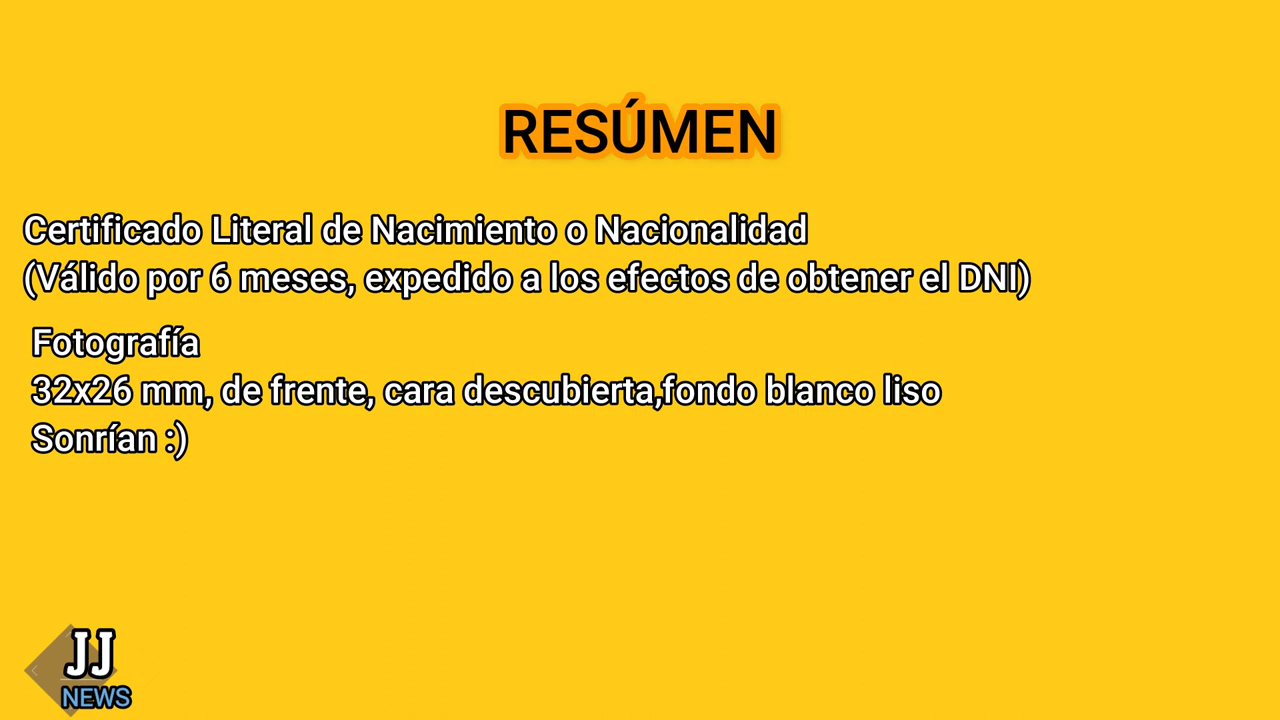 RESÚMEN
Certificado Literal de Nacimiento o Nacionalidad
(Válido por 6 meses, expedido a los efectos de obtener el DNI)
Fotografía
32x26 mm, de frente, cara descubierta,fondo blanco liso
Sonrían :)
JJ
NEWS